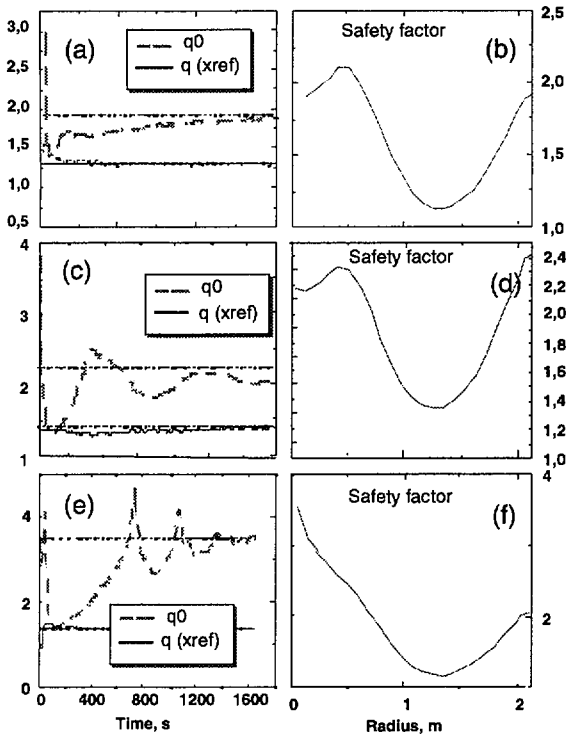 3,0
2,5
2,0
1,5
1,0
0,5
(a)
q0
q (xref)
Safety factor
(b)
2,5
2,0
1,5
1,0
4
3
2
1
(c)
q0
q (xref)
Safety factor
(d)
2,4
2,2
2,0
1,8
1,6
1,4
1,2
1,0
6
4
2
0
(e)
q0
q (xref)
0 400 800 1200 1600
Time, s
Safety factor
(f)
4
2
0 1 2
Radius, m